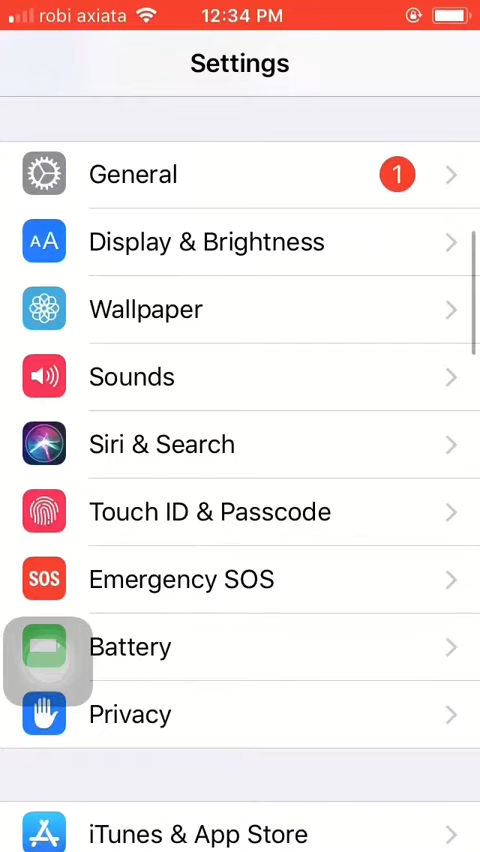 robi axiata 12:34 PM
Settings
General 1
AA Display & Brightness
Wallpaper
Sounds
Siri & Search
Touch ID & Passcode
SOS Emergency SOS
Battery
Privacy
iTunes & App Store